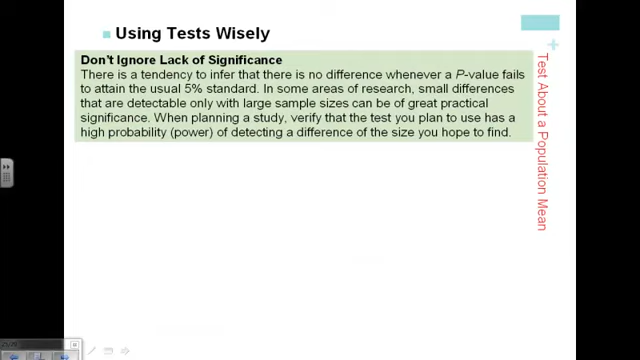 Using Tests Wisely
Don't Ignore Lack of Significance
There is a tendency to infer that there is no difference whenever a P-value fails
to attain the usual 5% standard. In some areas of research, small differences
that are detectable only with large sample sizes can be of great practical
significance. When planning a study, verify that the test you plan to use has a
high probability (power) of detecting a difference of the size you hope to find.
+
Test About a Population Mean